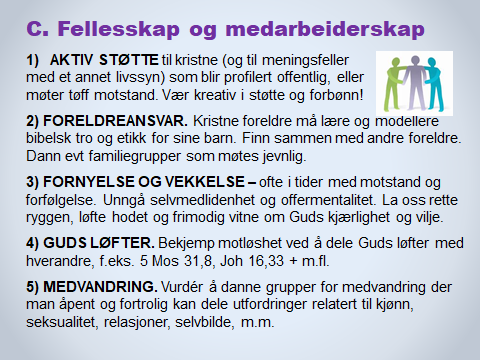 C. Fellesskap og medarbeiderskap
1) AKTIV STØTTE til kristne (og til meningsfeller
med et annet livssyn) som blir profilert offentlig, eller
møter tøff motstand. Vær kreativ i støtte og forbønn!
2) FORELDREANSVAR. Kristne foreldre må lære og modellere
bibelsk tro og etikk for sine barn. Finn sammen med andre foreldre.
Dann evt familiegrupper som møtes jevnlig.
3) FORNYELSE OG VEKKELSE – ofte i tider med motstand og
forfølgelse. Unngå selvmedlidenhet og offermentalitet. La oss rette
ryggen, løfte hodet og frimodig vitne om Guds kjærlighet og vilje.
4) GUDS LØFTER. Bekjemp motløshet ved å dele Guds løfter med
hverandre, f.eks. 5 Mos 31,8, Joh 16,33 + m.fl.
5) MEDVANDRING. Vurdér å danne grupper for medvandring der
man åpent og fortrolig kan dele utfordringer relatert til kjønn,
seksualitet, relasjoner, selvbilde, m.m.